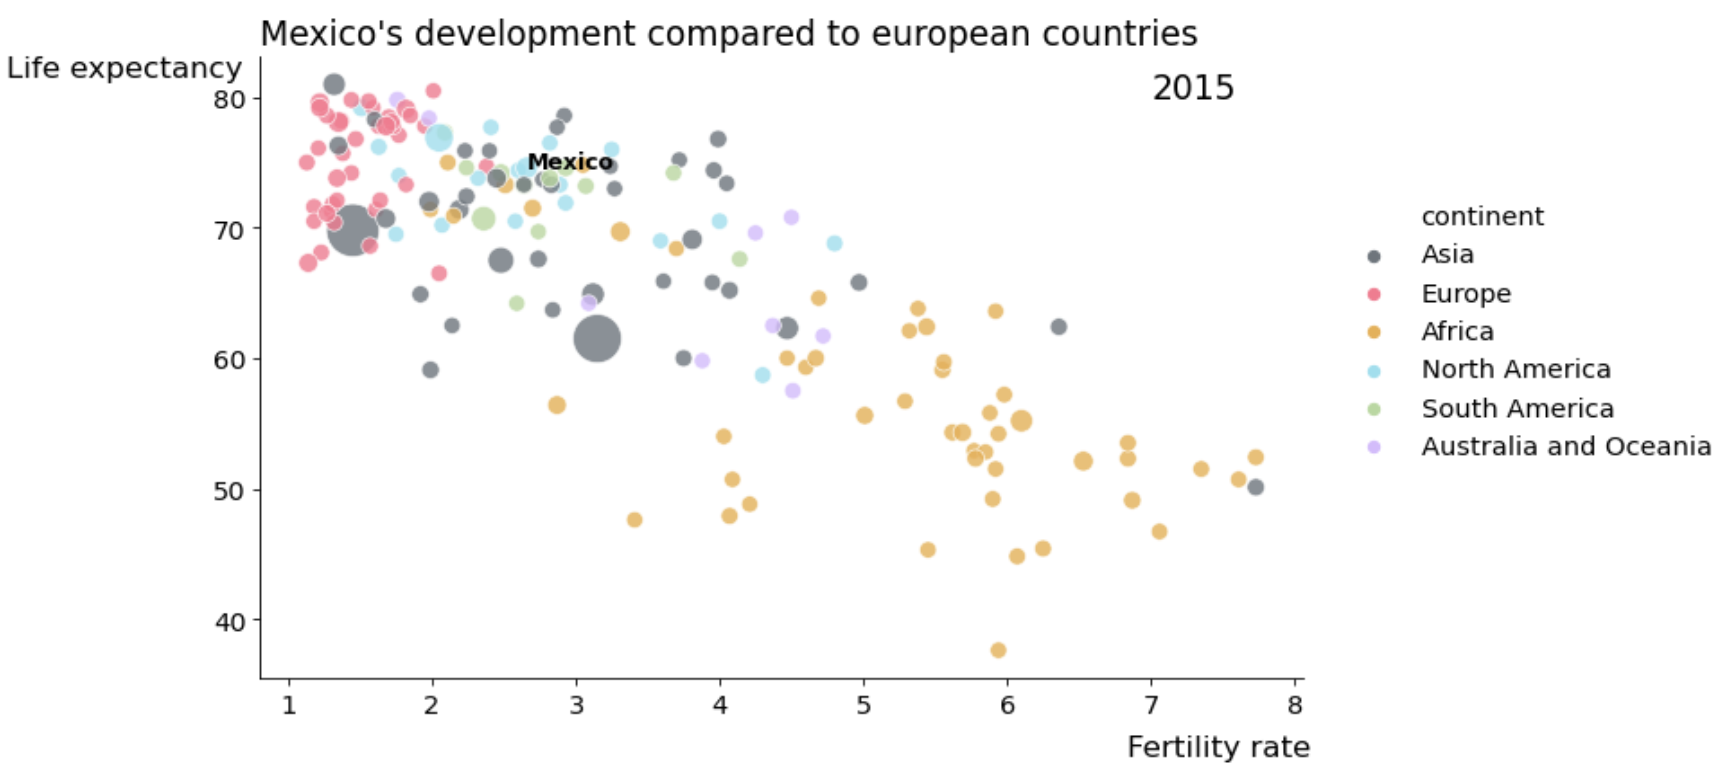 Mexico's development compared to european countries
Life expectancy
2015
80
70
60
50
40
Mexico
continent
Asia
Europe
Africa
North America
South America
Australia and Oceania
1 2 3 4 5 6 7 8
Fertility rate